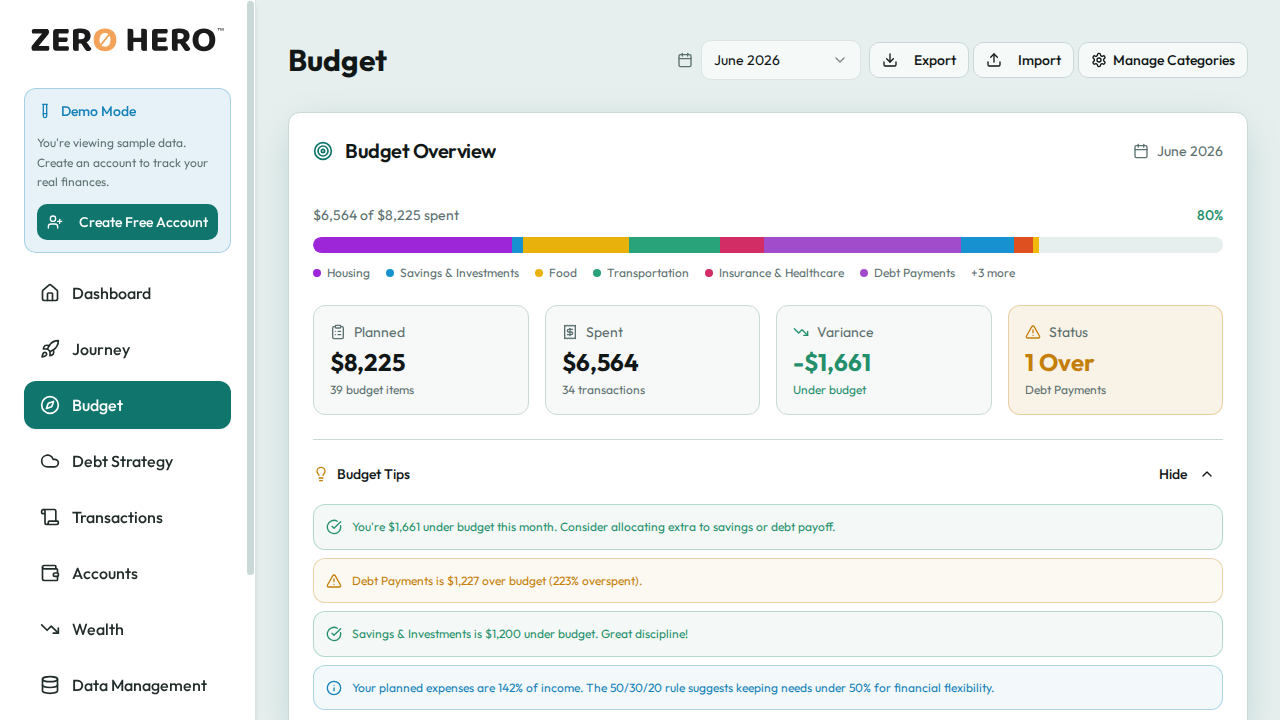 ZERO HERO™
Demo Mode
You're viewing sample data.
Create an account to track your
real finances.
Create Free Account
Dashboard
Journey
Budget
Debt Strategy
Transactions
Accounts
Wealth
Data Management
Budget
June 2026
Export
Import
Manage Categories
Budget Overview
June 2026
$6,564 of $8,225 spent
80%
Housing
Savings & Investments
Food
Transportation
Insurance & Healthcare
Debt Payments
+3 more
Planned
$8,225
39 budget items
Spent
$6,564
34 transactions
Variance
-$1,661
Under budget
Status
1 Over
Debt Payments
Budget Tips
Hide
You're $1,661 under budget this month. Consider allocating extra to savings or debt payoff.
Debt Payments is $1,227 over budget (223% overspent).
Savings & Investments is $1,200 under budget. Great discipline!
Your planned expenses are 142% of income. The 50/30/20 rule suggests keeping needs under 50% for financial flexibility.